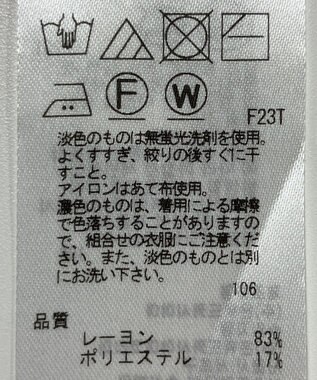 F
W
F23T
淡色のものは無蛍光洗剤を使用。
よくすすぎ、絞りの後すぐに干
すこと。
アイロンはあて布使用。
濃色のものは、着用による摩擦
で色落ちすることがありますの
で、組合せの衣服にご注意くだ
さい。また、淡色のものとは別
にお洗い下さい。
106
品質
レーヨン 83%
ポリエステル 17%